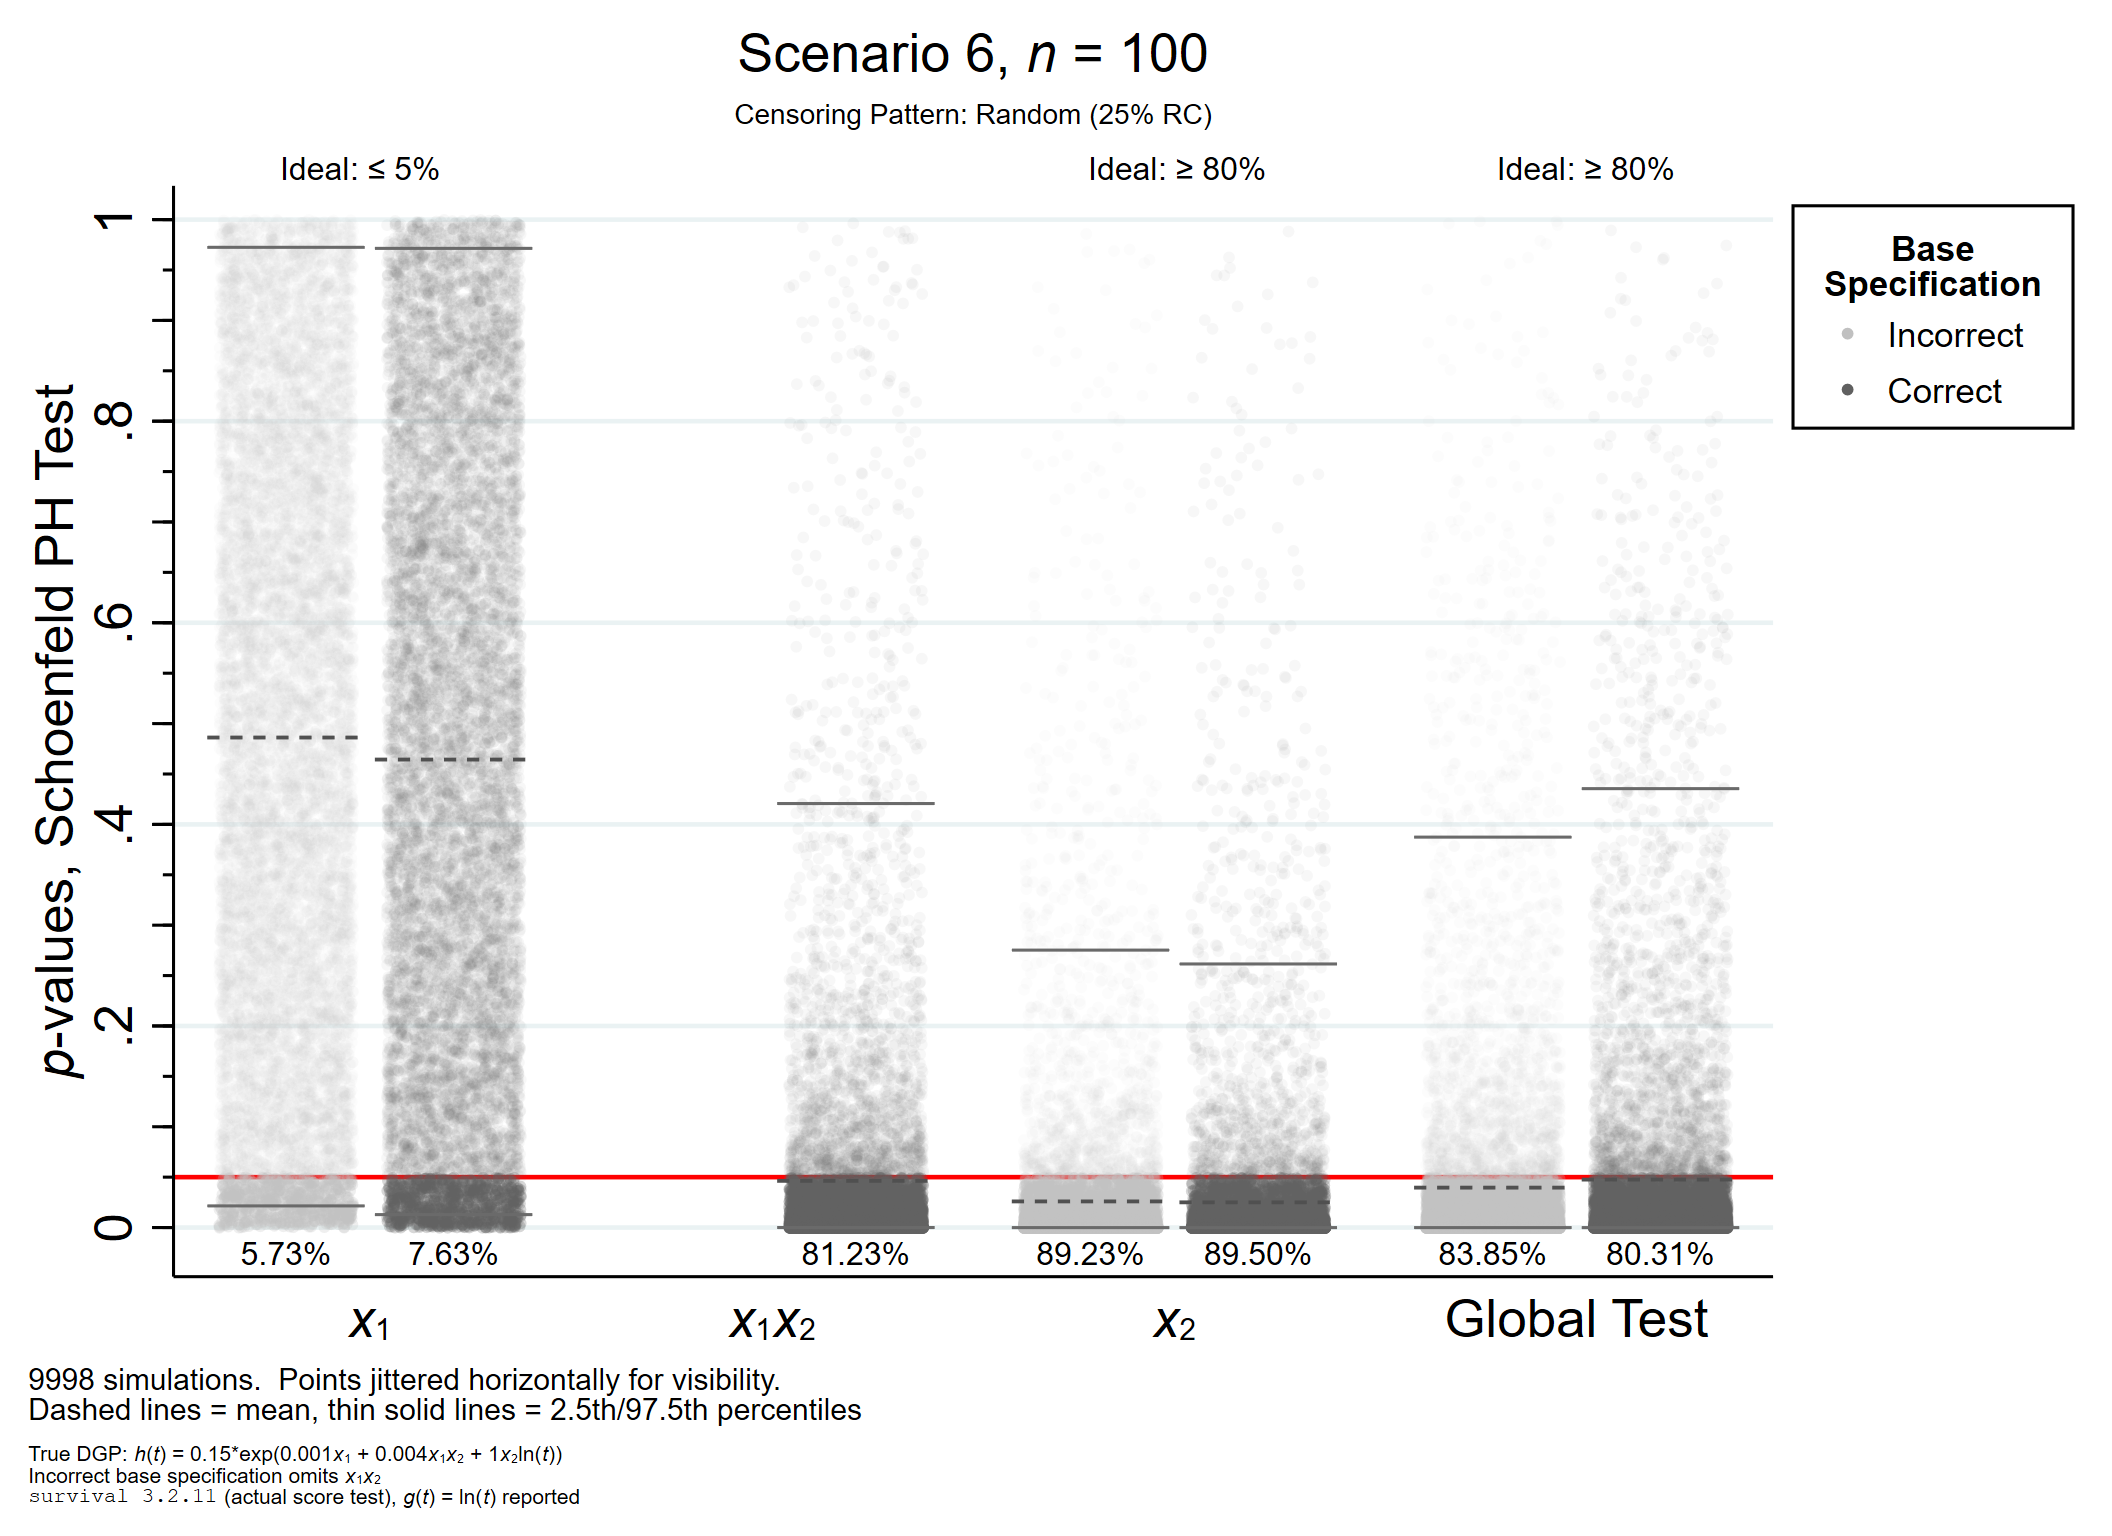 Scenario 6, n = 100
Censoring Pattern: Random (25% RC)
Ideal: ≤ 5%
Ideal: ≥ 80%
Ideal: ≥ 80%
p-values, Schoenfeld PH Test
1
.8
.6
.4
.2
0
Base
Specification
Incorrect
Correct
5.73%
7.63%
81.23%
89.23%
89.50%
83.85%
80.31%
x₁
x₁x₂
x₂
Global Test
9998 simulations.  Points jittered horizontally for visibility.
Dashed lines = mean, thin solid lines = 2.5th/97.5th percentiles
True DGP: h(t) = 0.15*exp(0.001x₁ + 0.004x₁x₂ + 1x₂ln(t))
Incorrect base specification omits x₁x₂
survival 3.2.11 (actual score test), g(t) = ln(t) reported